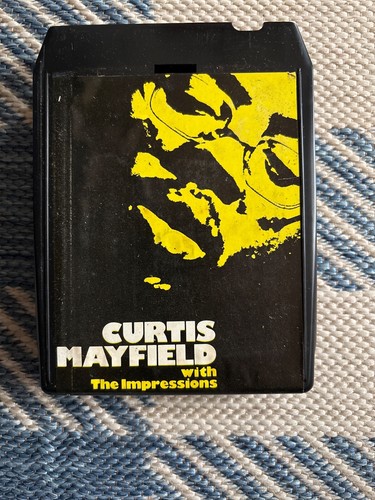 CURTIS
MAYFIELD
with
The Impressions